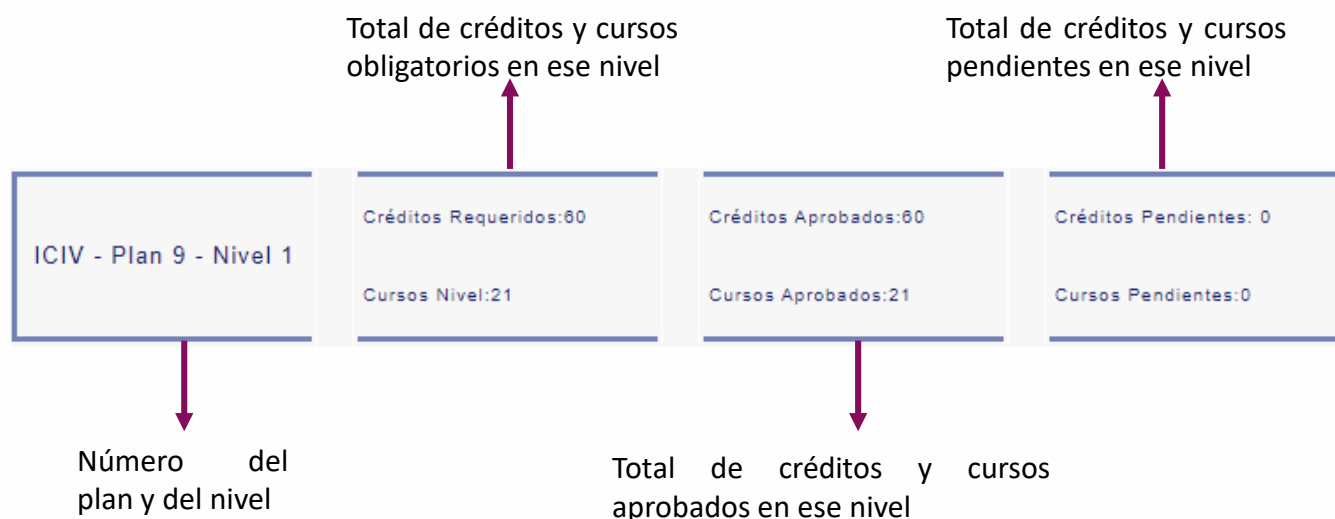 Total de créditos y cursos
obligatorios en ese nivel
Total de créditos y cursos
pendientes en ese nivel
ICIV - Plan 9 - Nivel 1
Créditos Requeridos:60
Cursos Nivel:21
Créditos Aprobados:60
Cursos Aprobados:21
Créditos Pendientes: 0
Cursos Pendientes:0
Número del
plan y del nivel
Total de créditos y cursos
aprobados en ese nivel